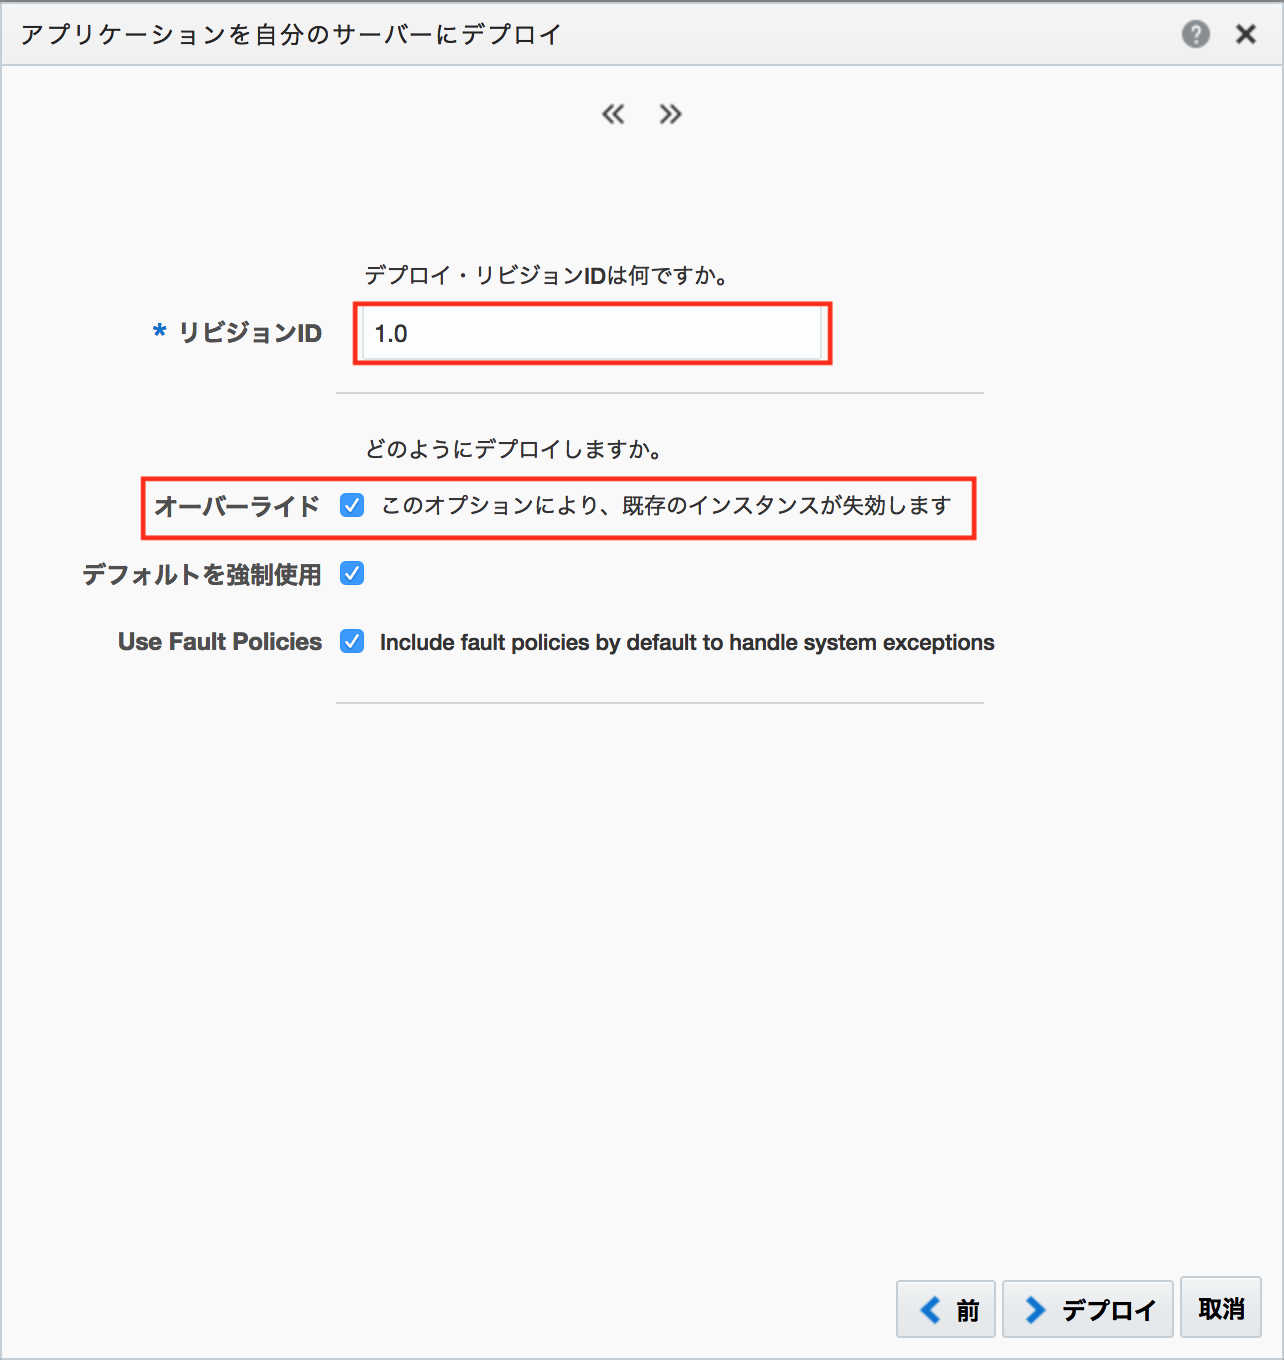 アプリケーションを自分のサーバーにデプロイ
デプロイ・リビジョンIDは何ですか。
* リビジョンID 1.0
どのようにデプロイしますか。
オーバーライド このオプションにより、既存のインスタンスが失効します
デフォルトを強制使用
Use Fault Policies Include fault policies by default to handle system exceptions
前 デプロイ 取消